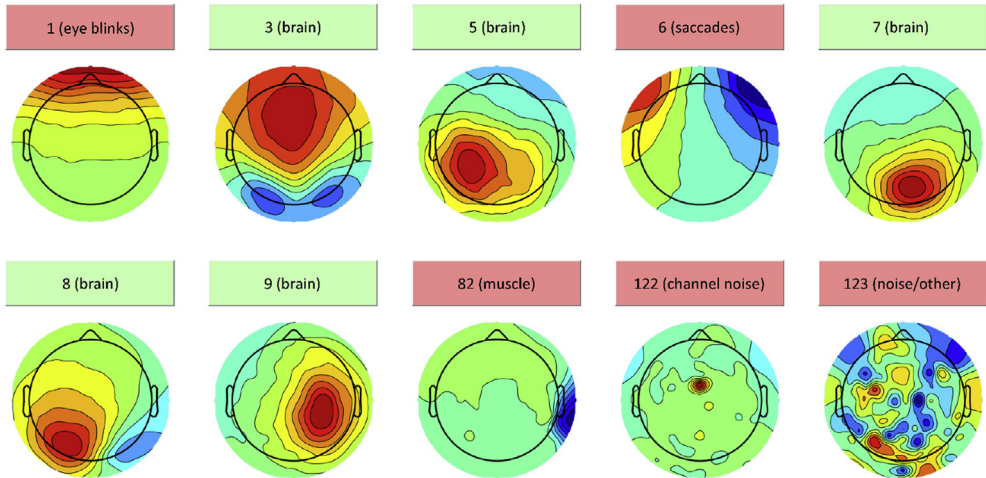 1 (eye blinks)
3 (brain)
5 (brain)
6 (saccades)
7 (brain)
8 (brain)
9 (brain)
82 (muscle)
122 (channel noise)
123 (noise/other)